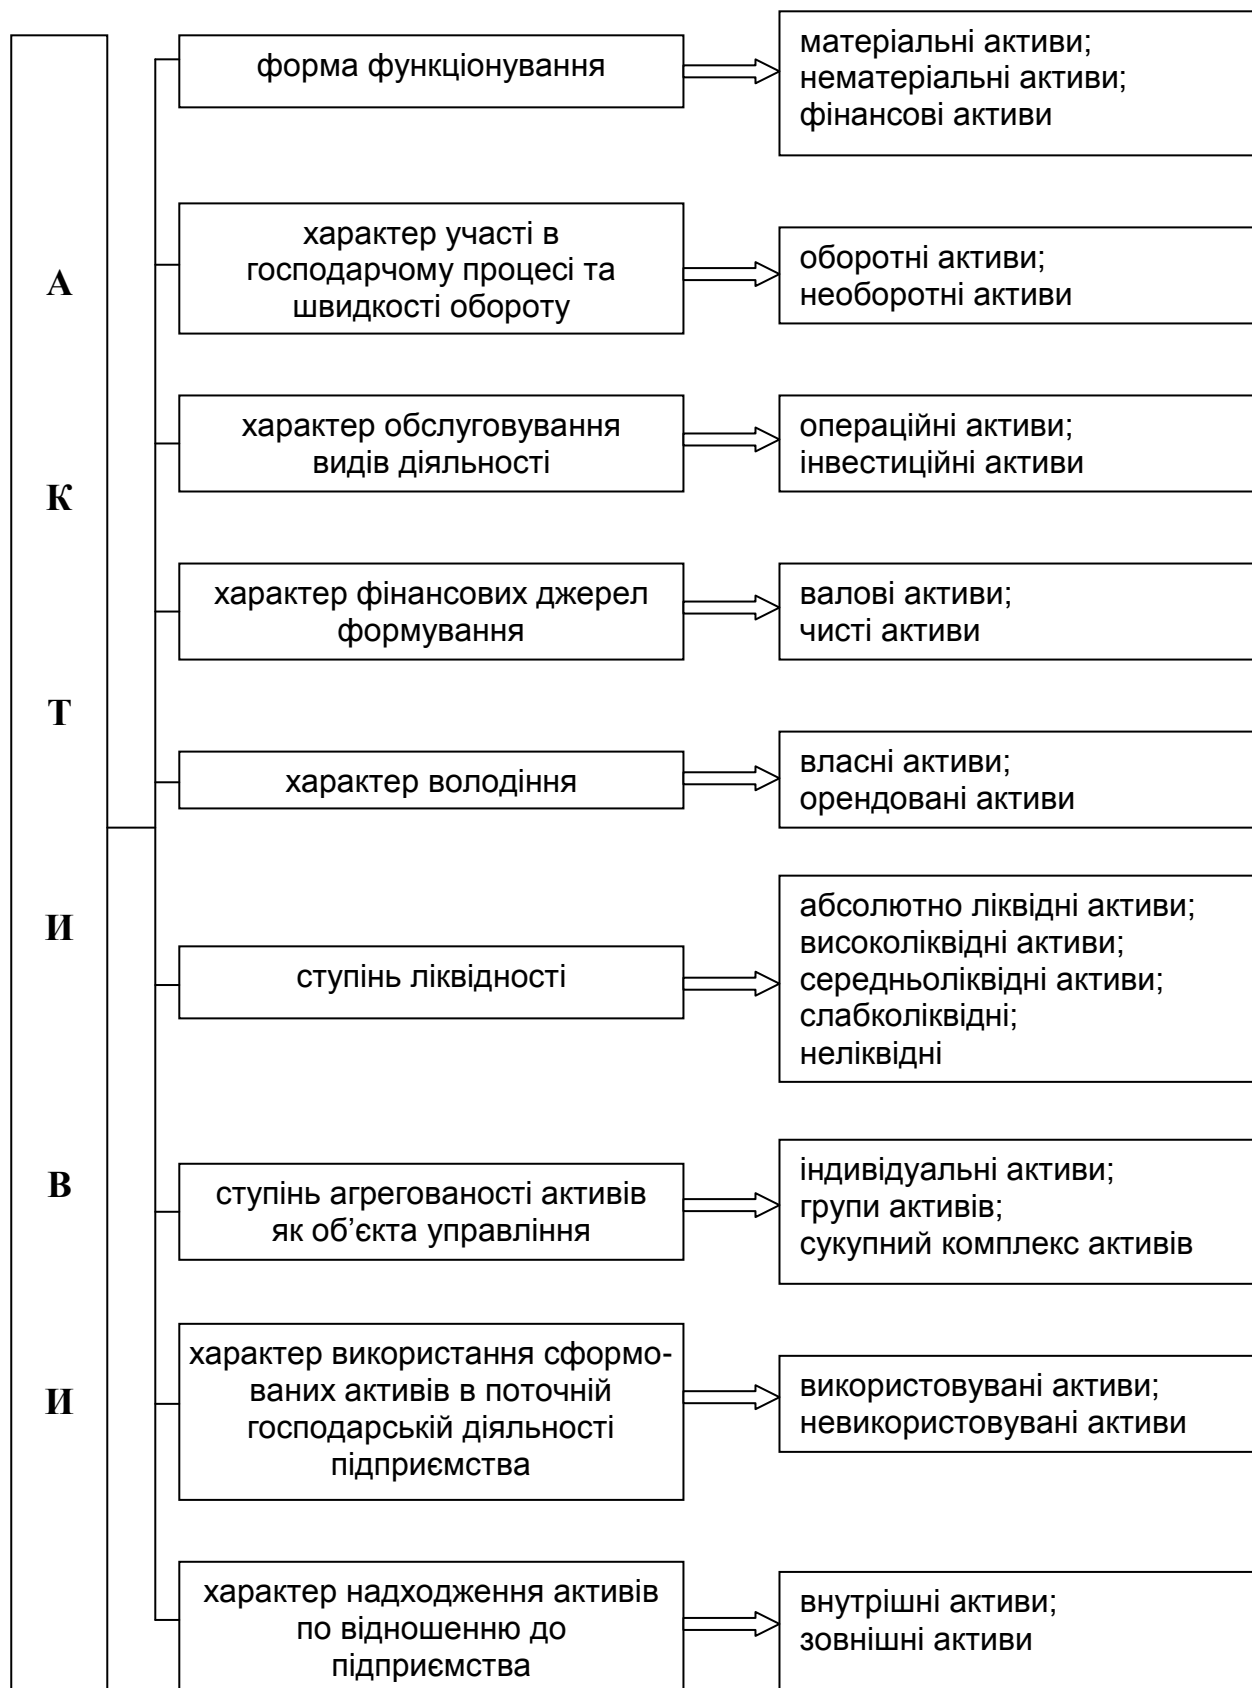 А
К
Т
И
В
И
форма функціонування
матеріальні активи;
нематеріальні активи;
фінансові активи
характер участі в
господарчому процесі та
швидкості обороту
оборотні активи;
необоротні активи
характер обслуговування
видів діяльності
операційні активи;
інвестиційні активи
характер фінансових джерел
формування
валові активи;
чисті активи
характер володіння
власні активи;
орендовані активи
ступінь ліквідності
абсолютно ліквідні активи;
високоліквідні активи;
середньоліквідні активи;
слабколіквідні;
неліквідні
ступінь агрегованості активів
як об’єкта управління
індивідуальні активи;
групи активів;
сукупний комплекс активів
характер використання сформо-
ваних активів в поточній
господарській діяльності
підприємства
використовувані активи;
невикористовувані активи
характер надходження активів
по відношенню до
підприємства
внутрішні активи;
зовнішні активи